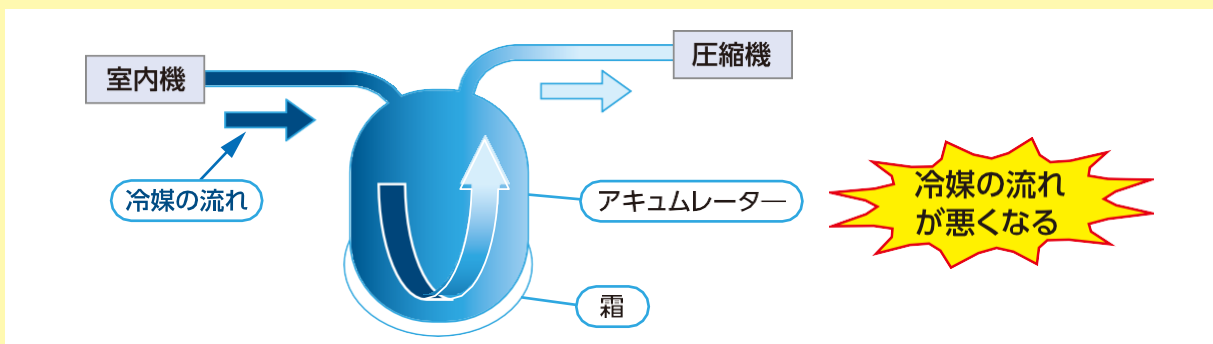 室内機
圧縮機
冷媒の流れ
アキュムレーター
霜
冷媒の流れ
が悪くなる